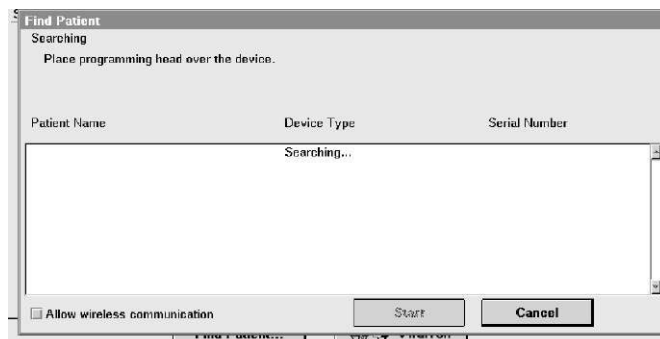 Find Patient
Searching
Place programming head over the device.
Patient Name Device Type Serial Number
Searching...
Allow wireless communication Start Cancel
Find Patient...